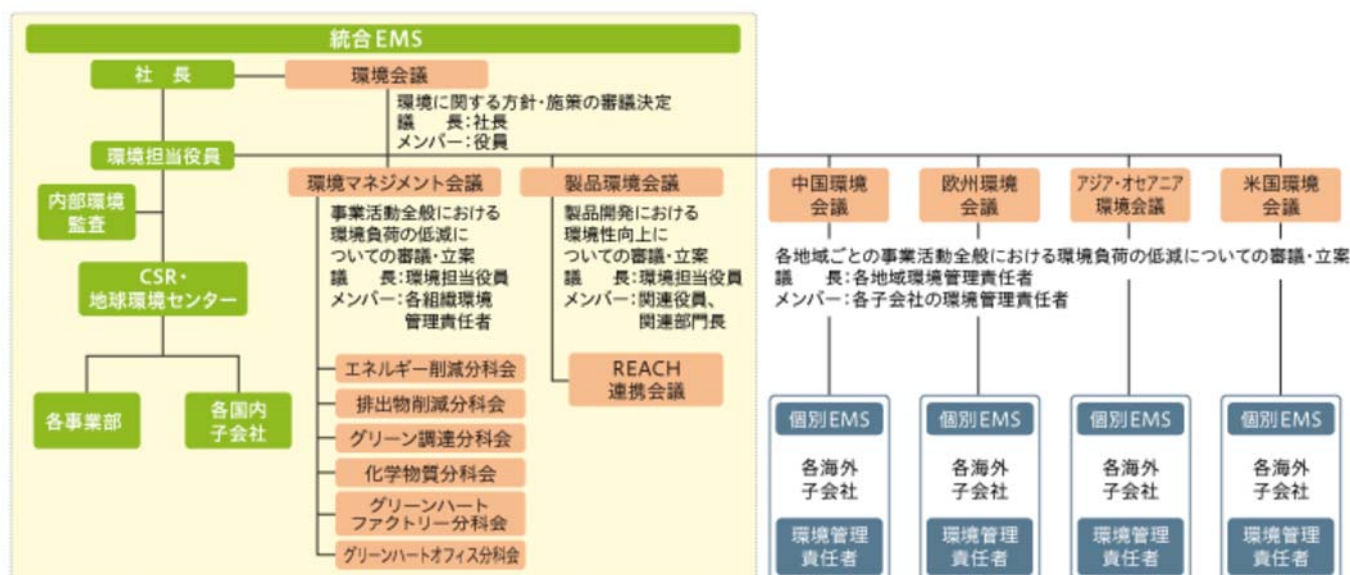 統合EMS
社　長
環境会議
環境に関する方針・施策の審議決定
議　　長：社長
メンバー：役員
環境担当役員
内部環境
監査
CSR・
地球環境センター
各事業部
各国内
子会社
環境マネジメント会議
事業活動全般における
環境負荷の低減に
ついての審議・立案
議　　長：環境担当役員
メンバー：各組織環境
管理責任者
エネルギー削減分科会
排出物削減分科会
グリーン調達分科会
化学物質分科会
グリーンハート
ファクトリー分科会
グリーンハートオフィス分科会
製品環境会議
製品開発における
環境性向上に
ついての審議・立案
議　　長：環境担当役員
メンバー：関連役員、
関連部門長
REACH
連携会議
中国環境
会議
欧州環境
会議
アジア・オセアニア
環境会議
米国環境
会議
各地域ごとの事業活動全般における環境負荷の低減についての審議・立案
議　　長：各地域環境管理責任者
メンバー：各子会社の環境管理責任者
個別EMS
各海外
子会社
環境管理
責任者
個別EMS
各海外
子会社
環境管理
責任者
個別EMS
各海外
子会社
環境管理
責任者
個別EMS
各海外
子会社
環境管理
責任者